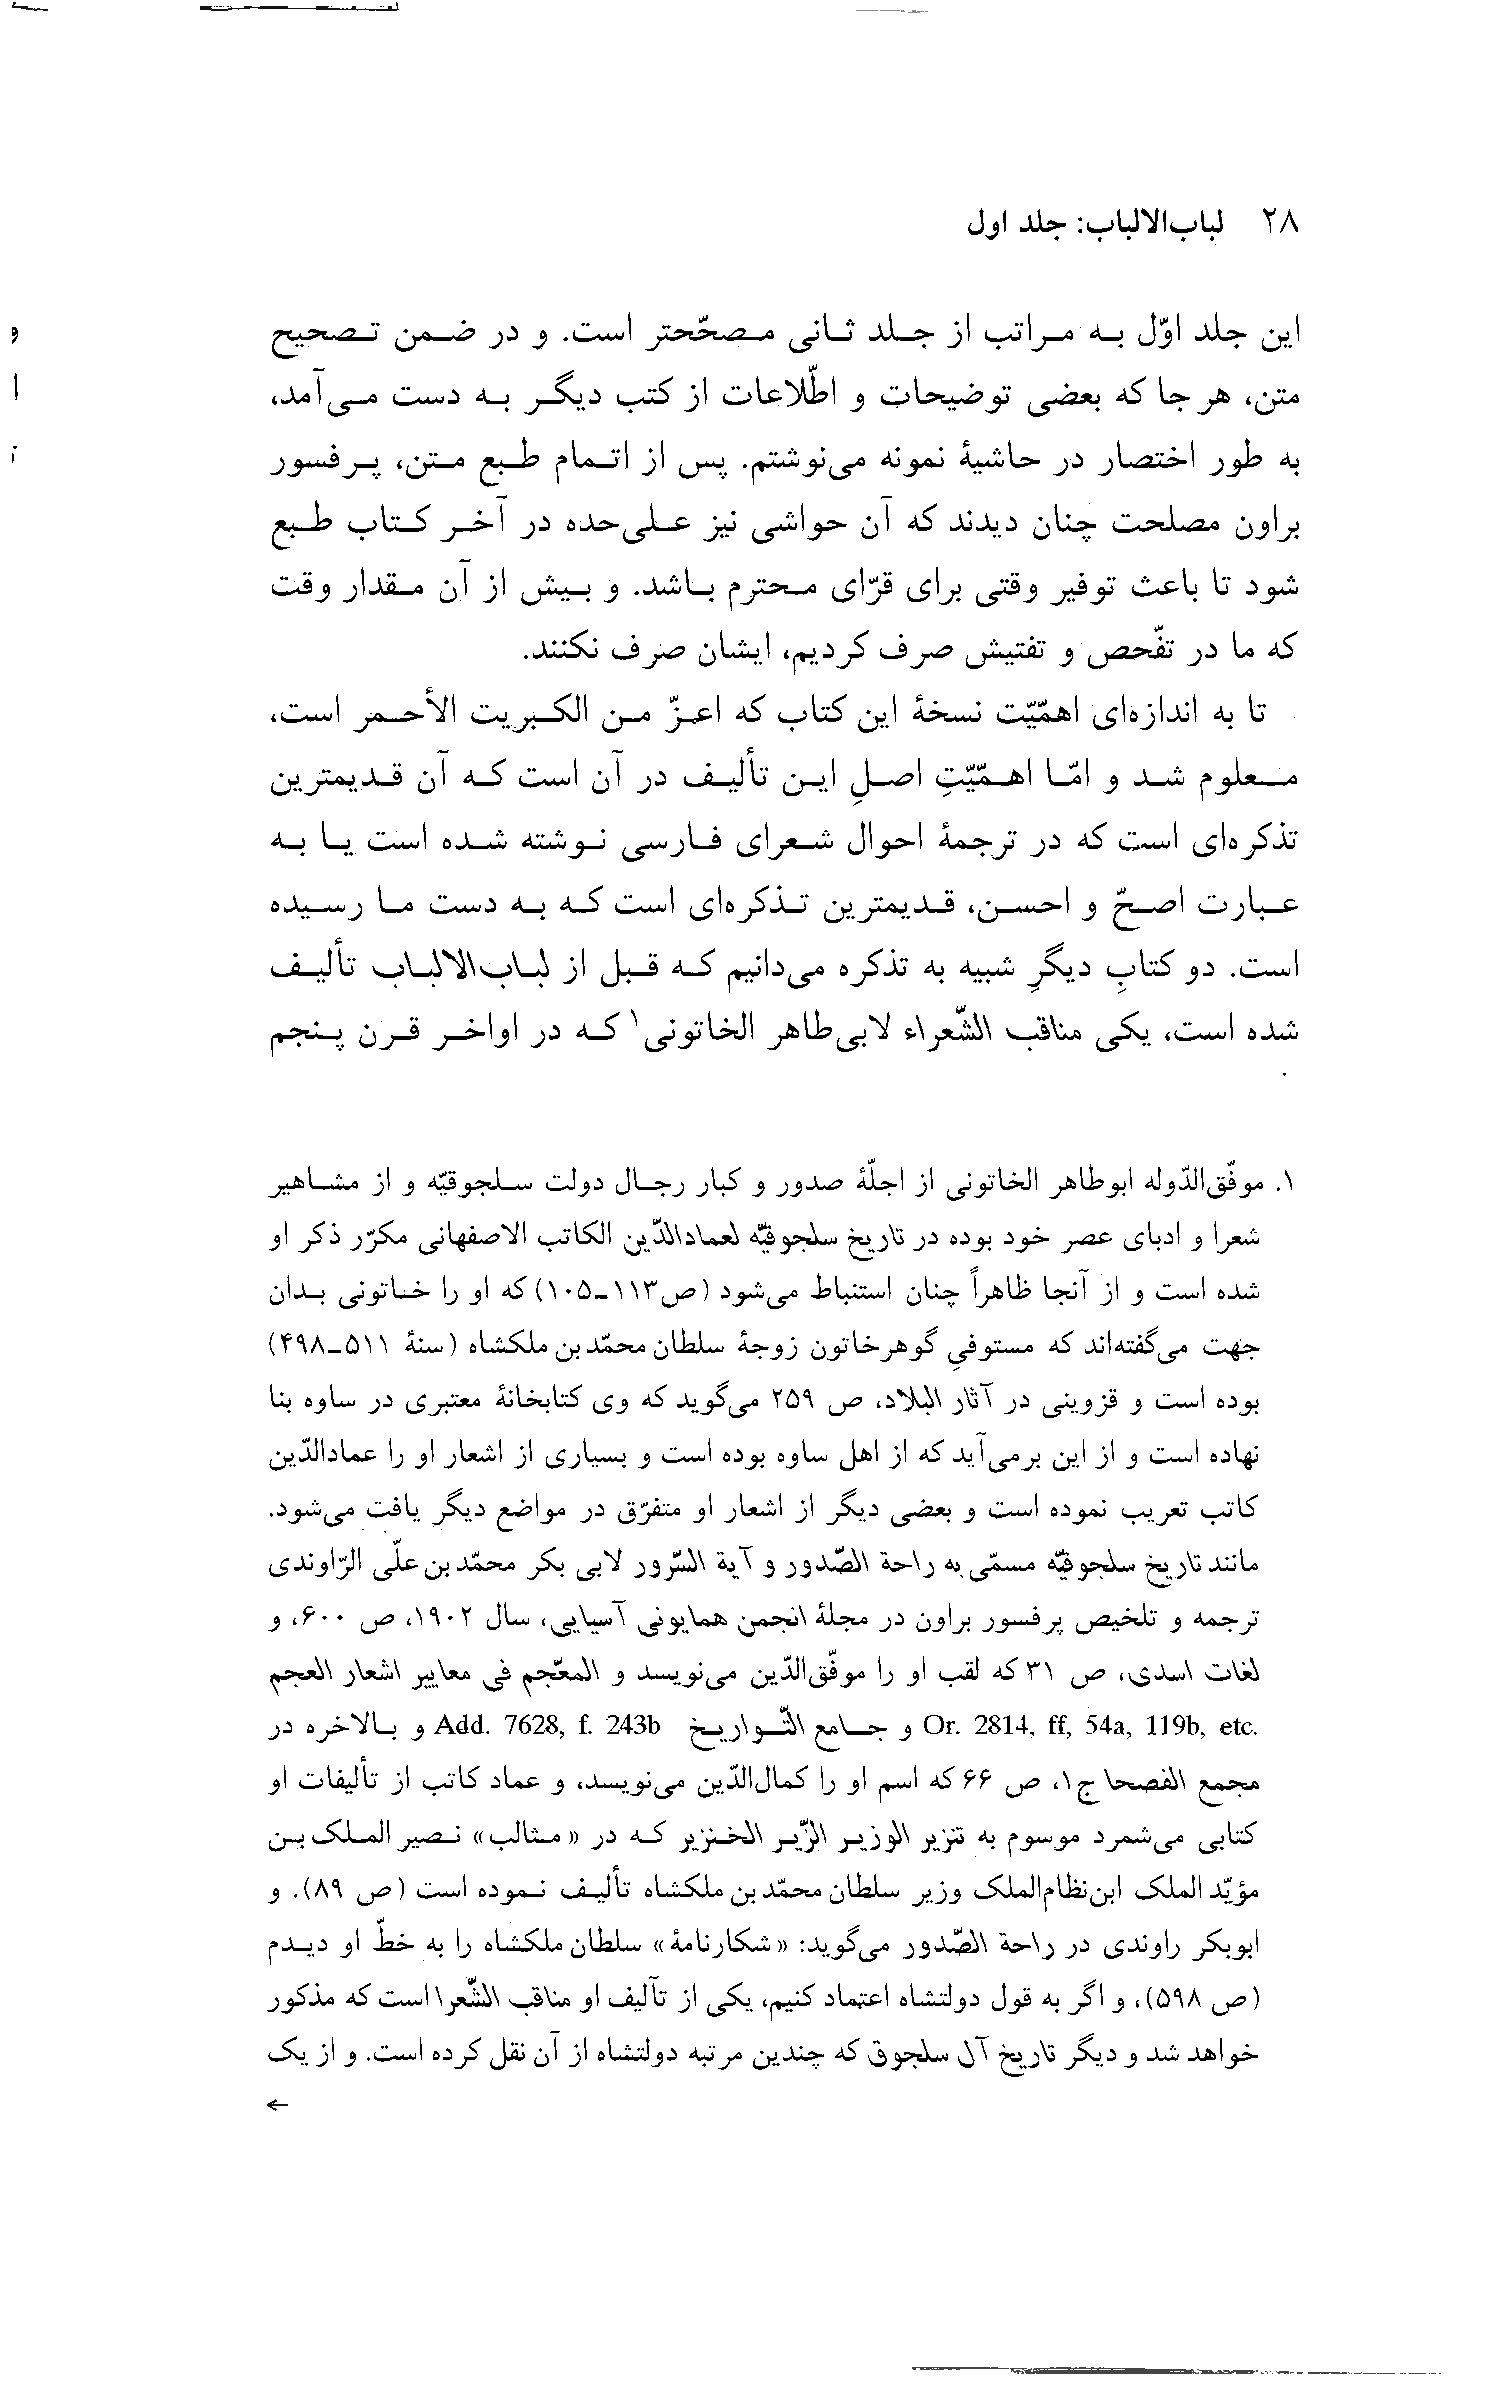 ۲۸ لباب‌الالباب: جلد اول
این جلد اوّل به مراتب از جلد ثانی مصحّحتر است. و در ضمن تصحیح
متن، هر جا که بعضی توضیحات و اطّلاعات از کتب دیگر به دست می‌آمد،
به طور اختصار در حاشیهٔ نمونه می‌نوشتم. پس از اتمام طبع متن، پرفسور
براون مصلحت چنان دیدند که آن حواشی نیز علی‌حده در آخر کتاب طبع
شود تا باعث توفیر وقتی برای قرّای محترم باشد. و بیش از آن مقدار وقت
که ما در تفّحص و تفتیش صرف کردیم، ایشان صرف نکنند.
تا به اندازه‌ای اهمّیّت نسخهٔ این کتاب که اعزّ من الکبریت الأحمر است،
معلوم شد و امّا اهمّیّتِ اصلِ این تألیف در آن است که آن قدیمترین
تذکره‌ای است که در ترجمهٔ احوال شعرای فارسی نوشته شده است یا به
عبارت اصحّ و احسن، قدیمترین تذکره‌ای است که به دست ما رسیده
است. دو کتابِ دیگرِ شبیه به تذکره می‌دانیم که قبل از لباب‌الالباب تألیف
شده است، یکی مناقب الشّعراء لابی‌طاهر الخاتونی۱ که در اواخر قرن پنجم
۱. موفّق‌الدّوله ابوطاهر الخاتونی از اجلّهٔ صدور و کبار رجال دولت سلجوقیّه و از مشاهیر
شعرا و ادبای عصر خود بوده در تاریخ سلجوقیّه لعمادالدّین الکاتب الاصفهانی مکرّر ذکر او
شده است و از آنجا ظاهراً چنان استنباط می‌شود (ص۱۱۳-۱۰۵) که او را خاتونی بدان
جهت می‌گفته‌اند که مستوفیِ گوهرخاتون زوجهٔ سلطان محمّدبن ملکشاه (سنهٔ ۵۱۱-۴۹۸)
بوده است و قزوینی در آثار البلاد، ص ۲۵۹ می‌گوید که وی کتابخانهٔ معتبری در ساوه بنا
نهاده است و از این برمی‌آید که از اهل ساوه بوده است و بسیاری از اشعار او را عمادالدّین
کاتب تعریب نموده است و بعضی دیگر از اشعار او متفرّق در مواضع دیگر یافت می‌شود.
مانند تاریخ سلجوقیّه مسمّی به راحة الصّدور و آیة السّرور لابی بکر محمّدبن علّی الرّاوندی
ترجمه و تلخیص پرفسور براون در مجلهٔ انجمن همایونی آسیایی، سال ۱۹۰۲، ص ۶۰۰، و
لغات اسدی، ص ۳۱ که لقب او را موفّق‌الدّین می‌نویسد و المعّجم فی معاییر اشعار العجم
Or. 2814, ff, 54a, 119b, etc. و جامع التّواریخ Add. 7628, f. 243b و بالاخره در
مجمع الفصحا ج۱، ص ۶۶ که اسم او را کمال‌الدّین می‌نویسد، و عماد کاتب از تألیفات او
کتابی می‌شمرد موسوم به تنزیر الوزیر الزّیر الخنزیر که در «مثالب» نصیر الملک بن
مؤیّد الملک ابن‌نظام‌الملک وزیر سلطان محمّدبن ملکشاه تألیف نموده است (ص ۸۹). و
ابوبکر راوندی در راحة الصّدور می‌گوید: «شکارنامهٔ» سلطان ملکشاه را به خطّ او دیدم
(ص ۵۹۸)، و اگر به قول دولتشاه اعتماد کنیم، یکی از تآلیف او مناقب الشّعرا است که مذکور
خواهد شد و دیگر تاریخ آل سلجوق که چندین مرتبه دولتشاه از آن نقل کرده است. و از یک
←